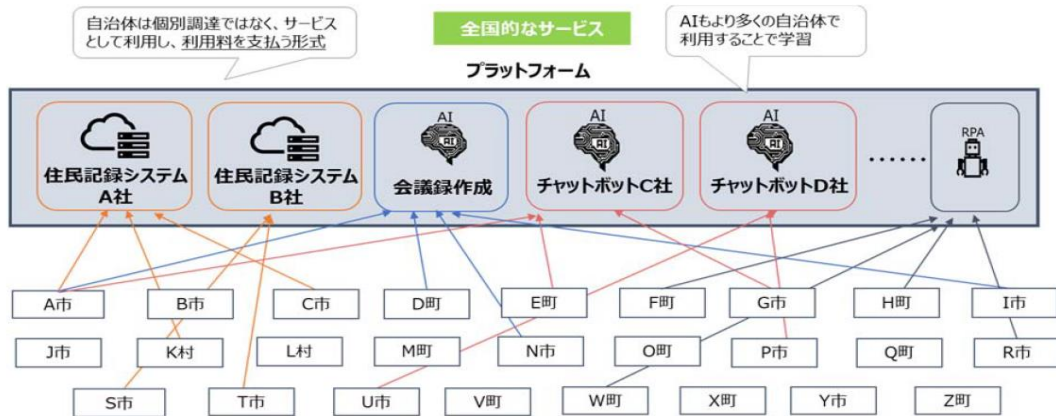 自治体は個別調達ではなく、サービス
として利用し、利用料を支払う形式
全国的なサービス
AIもより多くの自治体で
利用することで学習
プラットフォーム
住民記録システム
A社
住民記録システム
B社
AI
AI
会議録作成
AI
AI
チャットボットC社
AI
AI
チャットボットD社
……
RPA
A市
B市
C市
D町
E町
F町
G市
H町
I市
J市
K村
L村
M町
N市
O町
P市
Q町
R市
S市
T市
U市
V町
W町
X町
Y市
Z町